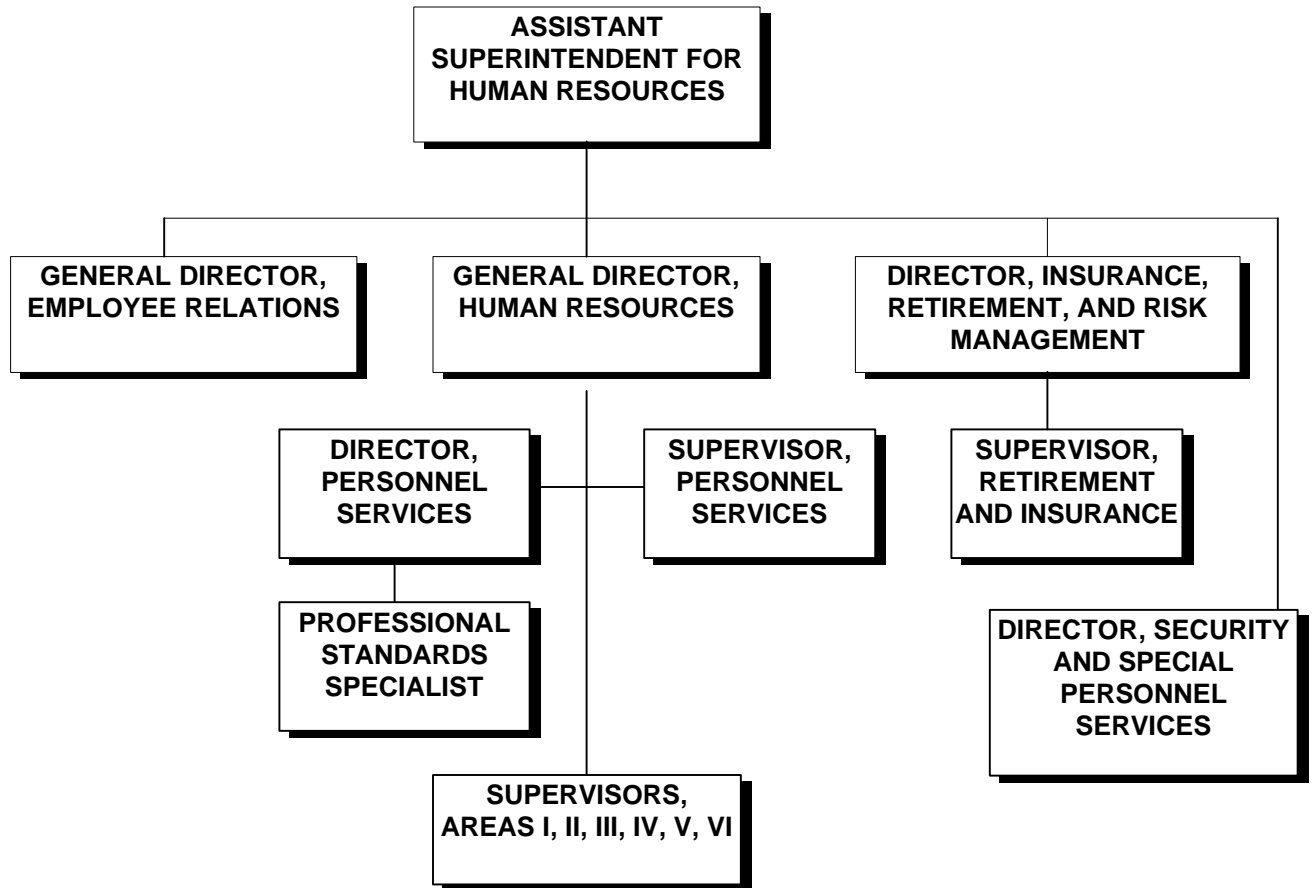 ASSISTANT
SUPERINTENDENT FOR
HUMAN RESOURCES
GENERAL DIRECTOR,
EMPLOYEE RELATIONS
GENERAL DIRECTOR,
HUMAN RESOURCES
DIRECTOR, INSURANCE,
RETIREMENT, AND RISK
MANAGEMENT
DIRECTOR,
PERSONNEL
SERVICES
SUPERVISOR,
PERSONNEL
SERVICES
SUPERVISOR,
RETIREMENT
AND INSURANCE
PROFESSIONAL
STANDARDS
SPECIALIST
DIRECTOR, SECURITY
AND SPECIAL
PERSONNEL
SERVICES
SUPERVISORS,
AREAS I, II, III, IV, V, VI